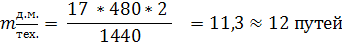 m д.м. тех. = 17 * 480 * 2 / 1440 = 11,3 ≈ 12 путей